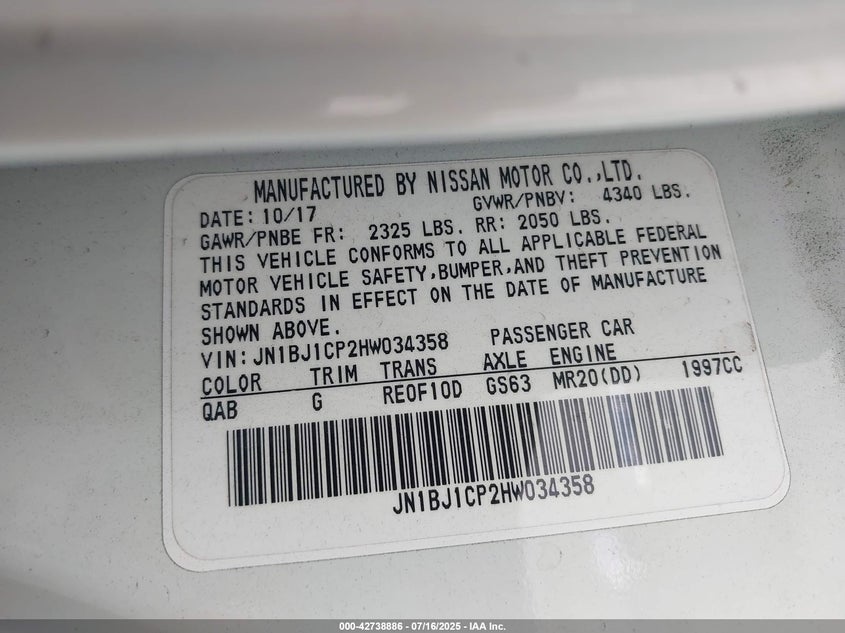 MANUFACTURED BY NISSAN MOTOR CO.,LTD.
DATE: 10/17 GVWR/PNBV: 4340 LBS.
GAWR/PNBE FR: 2325 LBS. RR: 2050 LBS.
THIS VEHICLE CONFORMS TO ALL APPLICABLE FEDERAL
MOTOR VEHICLE SAFETY,BUMPER,AND THEFT PREVENTION
STANDARDS IN EFFECT ON THE DATE OF MANUFACTURE
SHOWN ABOVE.
VIN: JN1BJ1CP2HW034358 PASSENGER CAR
COLOR TRIM TRANS AXLE ENGINE
QAB G RE0F10D GS63 MR20(DD) 1997CC
JN1BJ1CP2HW034358
000-42738886 - 07/16/2025 - IAA Inc.